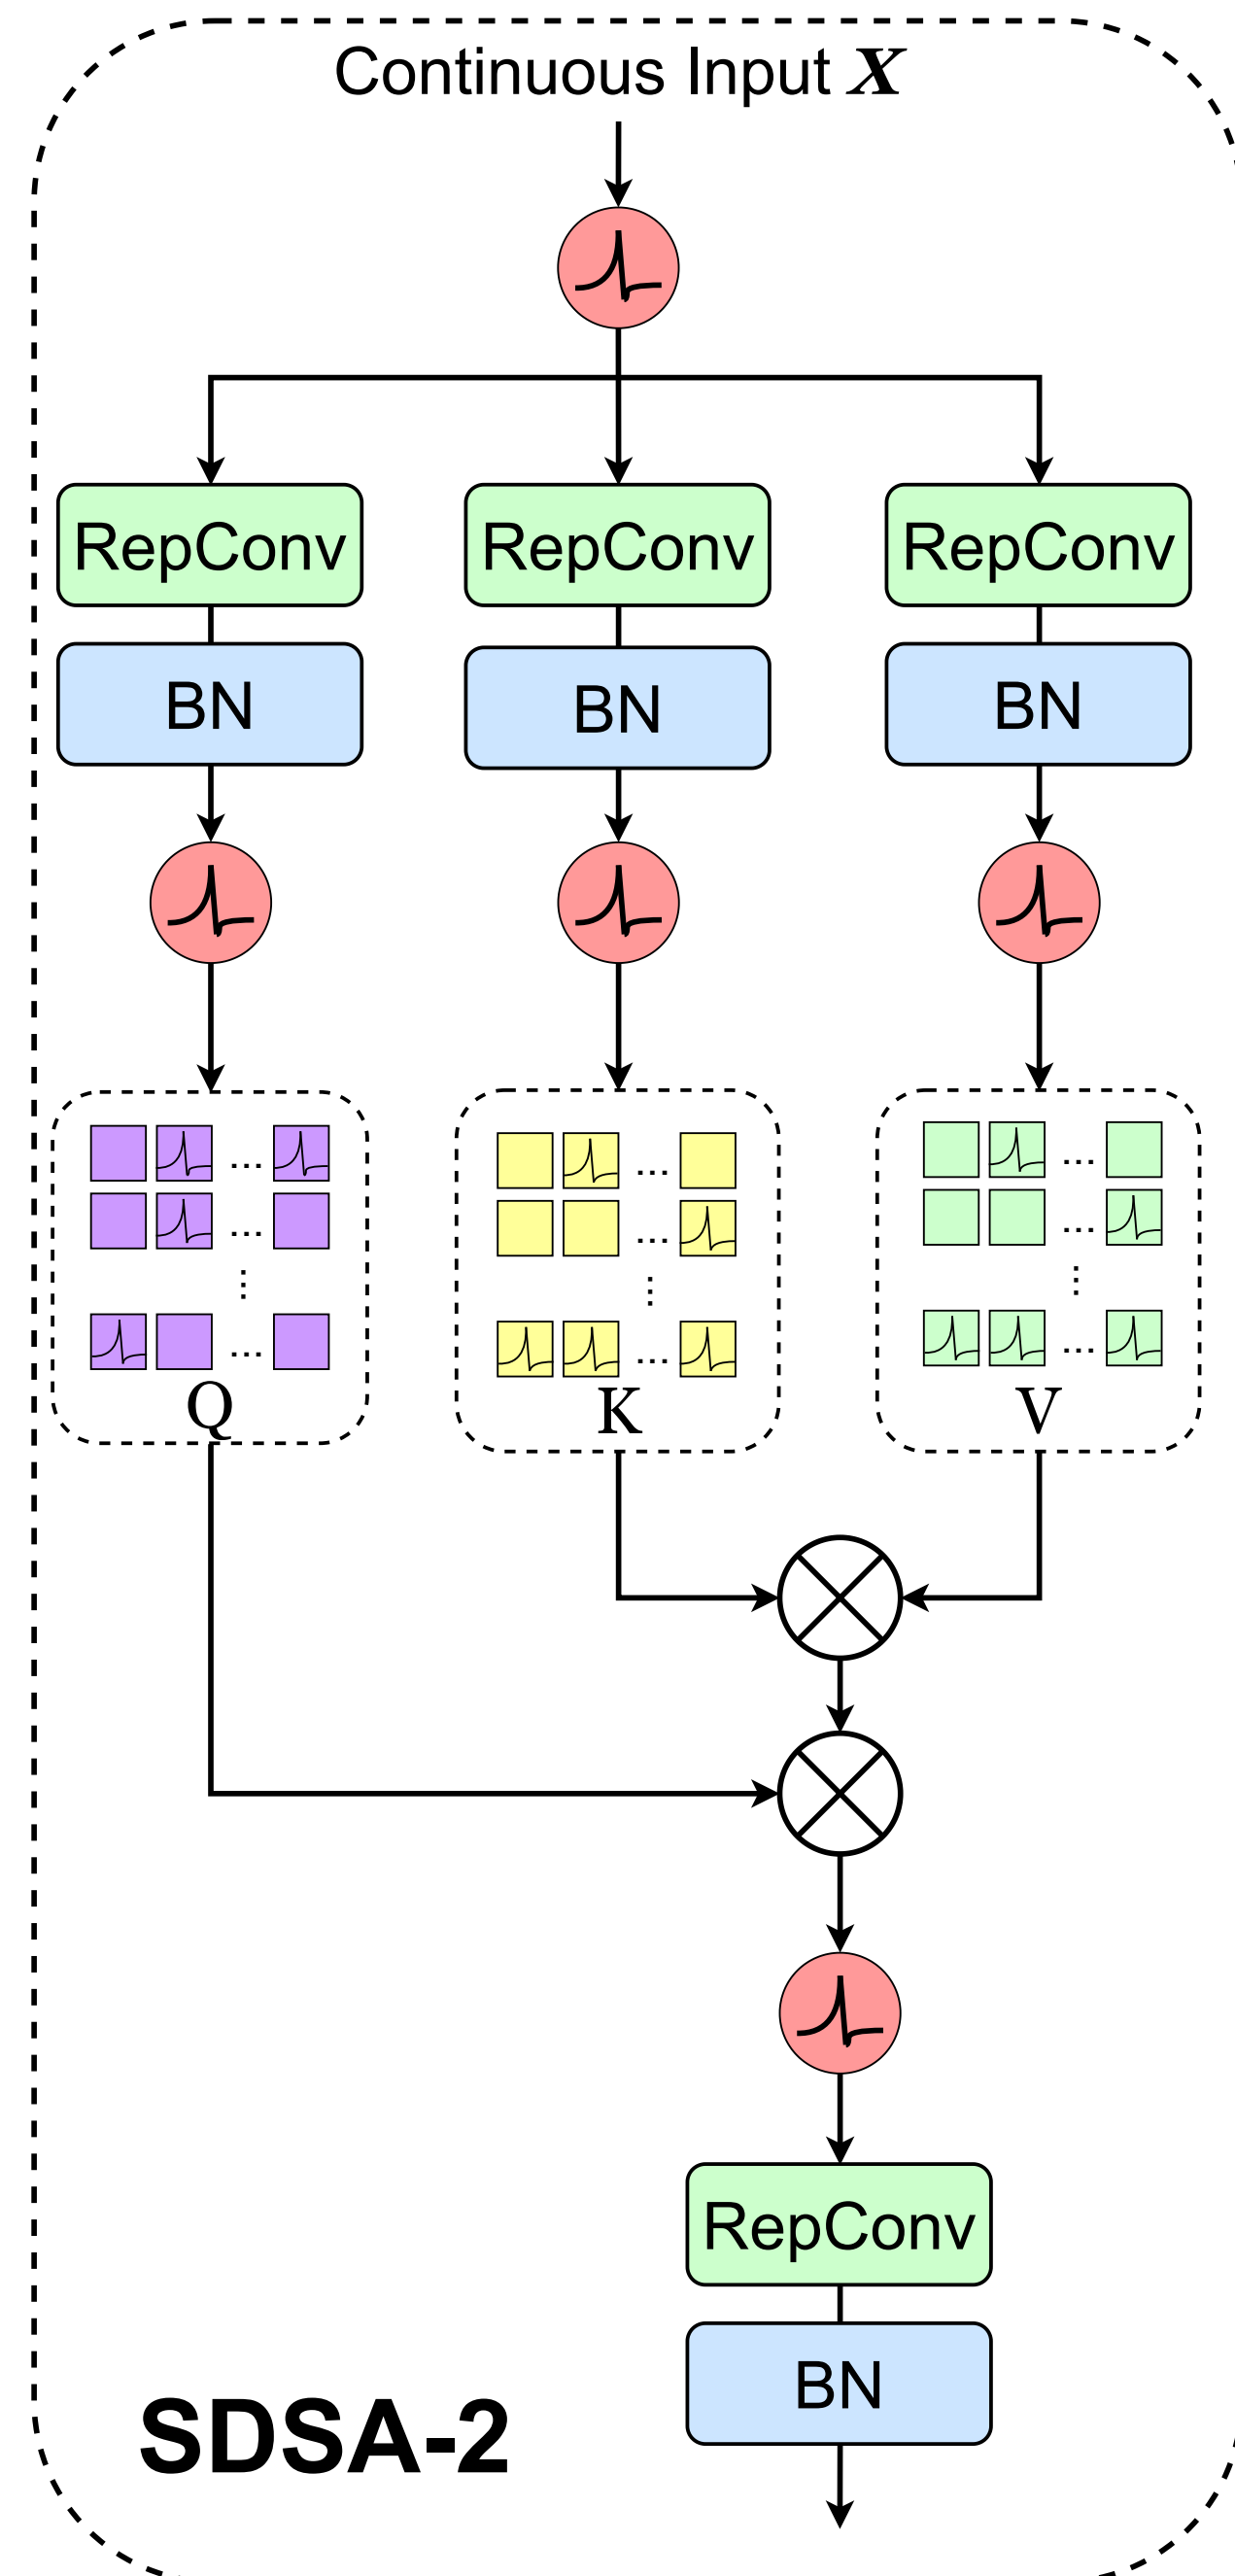 Continuous Input X
RepConv RepConv RepConv
BN BN BN
... ... ...
... ... ...
⋮ ⋮ ⋮
... ... ...
Q K V
RepConv
BN
SDSA-2